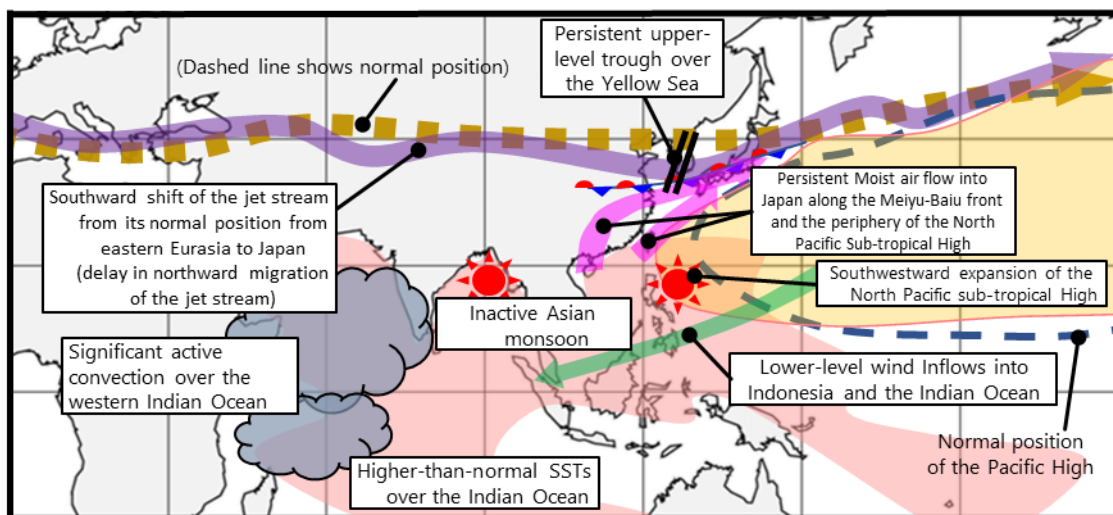 (Dashed line shows normal position)
Persistent upper-
level trough over
the Yellow Sea
Southward shift of the jet stream
from its normal position from
eastern Eurasia to Japan
(delay in northward migration
of the jet stream)
Persistent Moist air flow into
Japan along the Meiyu-Baiu front
and the periphery of the North
Pacific Sub-tropical High
Inactive Asian
monsoon
Southwestward expansion of the
North Pacific sub-tropical High
Significant active
convection over the
western Indian Ocean
Lower-level wind Inflows into
Indonesia and the Indian Ocean
Higher-than-normal SSTs
over the Indian Ocean
Normal position
of the Pacific High